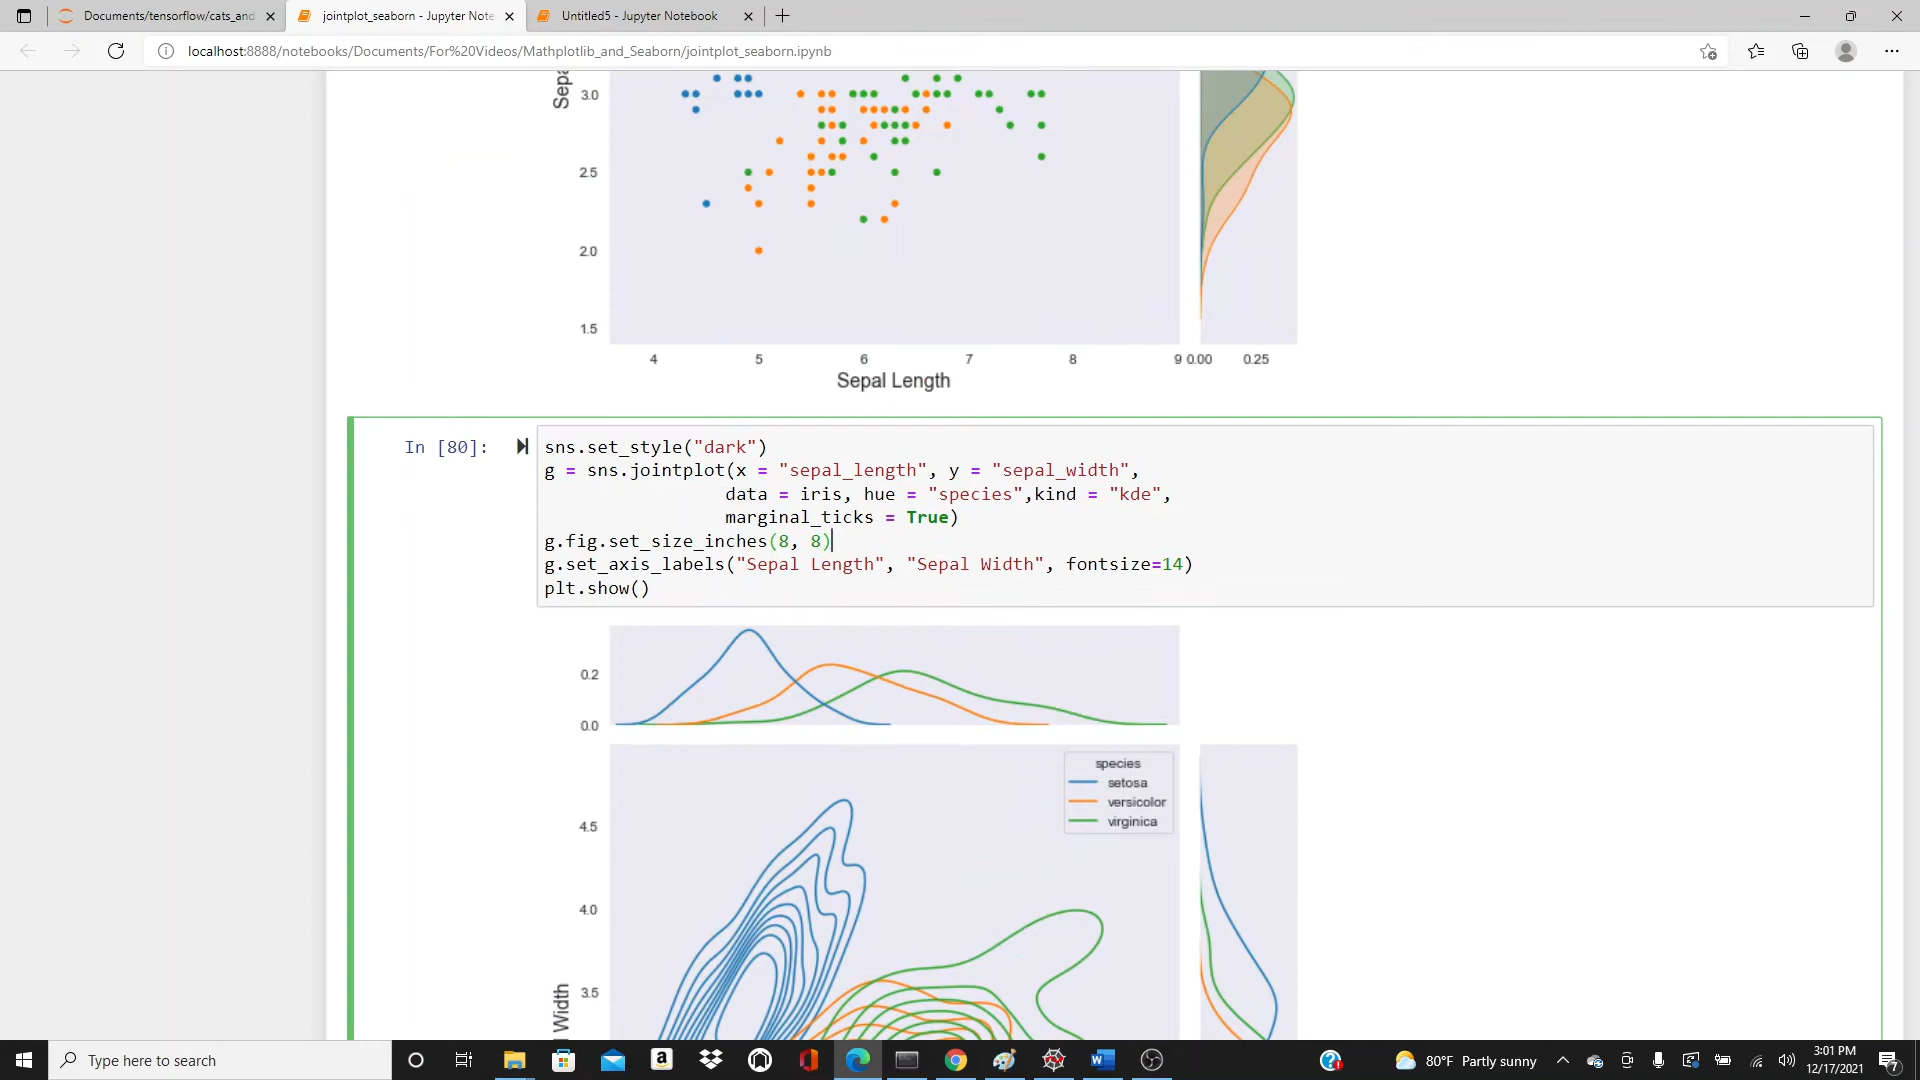 Documents/tensorflow/cats_and
jointplot_seaborn - Jupyter Note
Untitled5 - Jupyter Notebook
localhost:8888/notebooks/Documents/For%20Videos/Mathplotlib_and_Seaborn/jointplot_seaborn.ipynb
Sepa
3.0
2.5
2.0
1.5
4 5 6 7 8 9 0.00 0.25
Sepal Length
In [80]:
sns.set_style("dark")
g = sns.jointplot(x = "sepal_length", y = "sepal_width",
data = iris, hue = "species",kind = "kde",
marginal_ticks = True)
g.fig.set_size_inches(8, 8)
g.set_axis_labels("Sepal Length", "Sepal Width", fontsize=14)
plt.show()
0.2
0.0
species
setosa
versicolor
virginica
4.5
4.0
3.5
Width
Type here to search
80°F Partly sunny
3:01 PM
12/17/2021
7